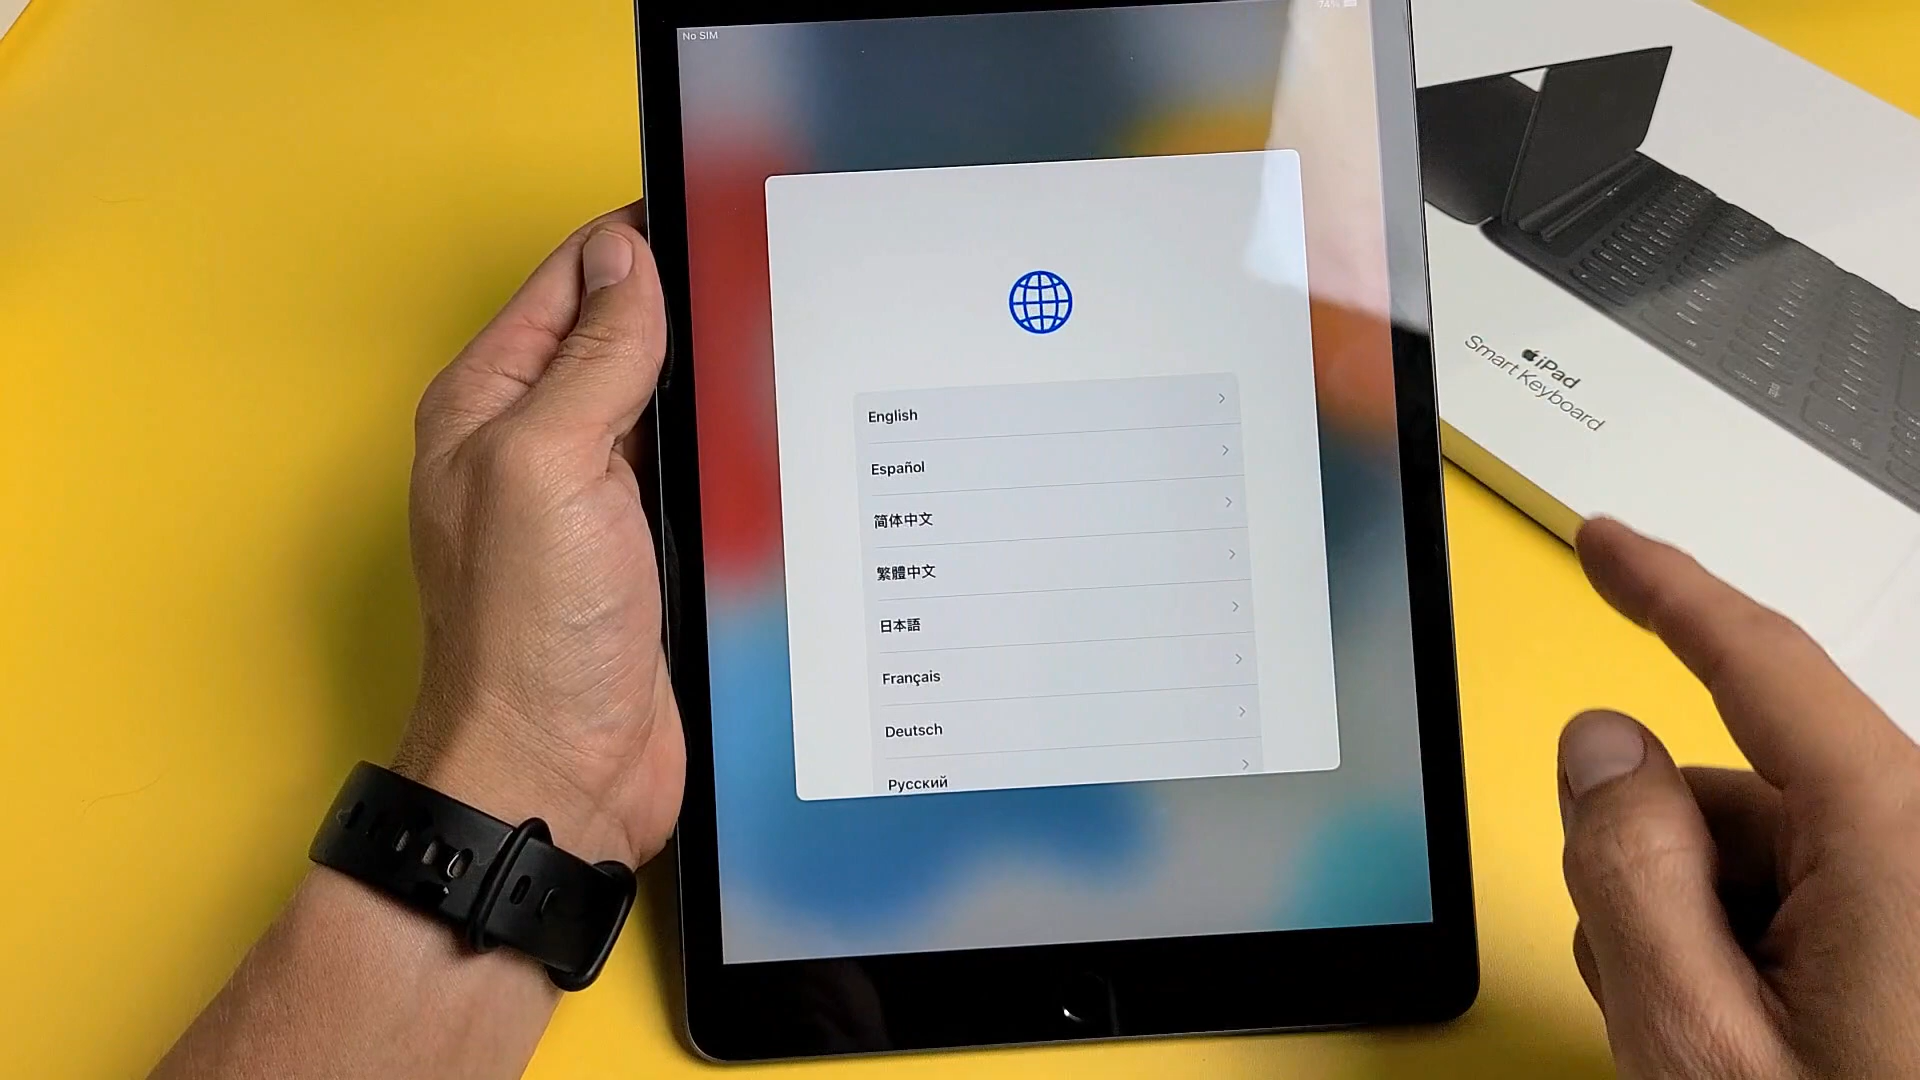 No SIM
74%
English
Español
简体中文
繁體中文
日本語
Français
Deutsch
Русский
iPad
Smart Keyboard